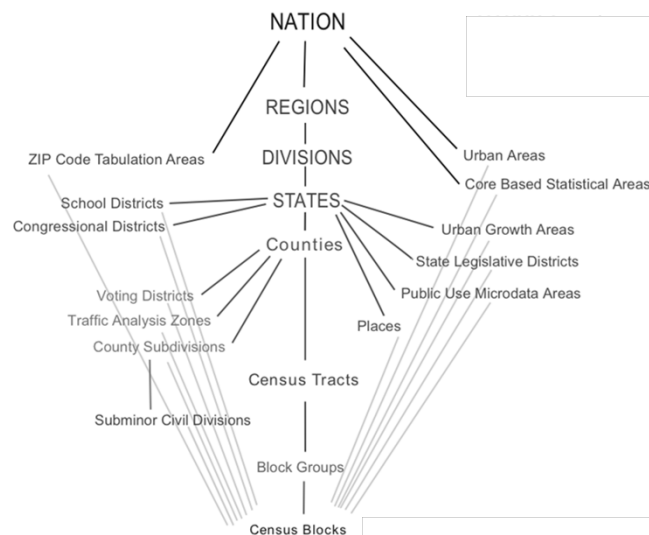 NATION
REGIONS
ZIP Code Tabulation Areas
DIVISIONS
Urban Areas
Core Based Statistical Areas
School Districts
STATES
Congressional Districts
Urban Growth Areas
Counties
State Legislative Districts
Voting Districts
Public Use Microdata Areas
Traffic Analysis Zones
Places
County Subdivisions
Census Tracts
Subminor Civil Divisions
Block Groups
Census Blocks